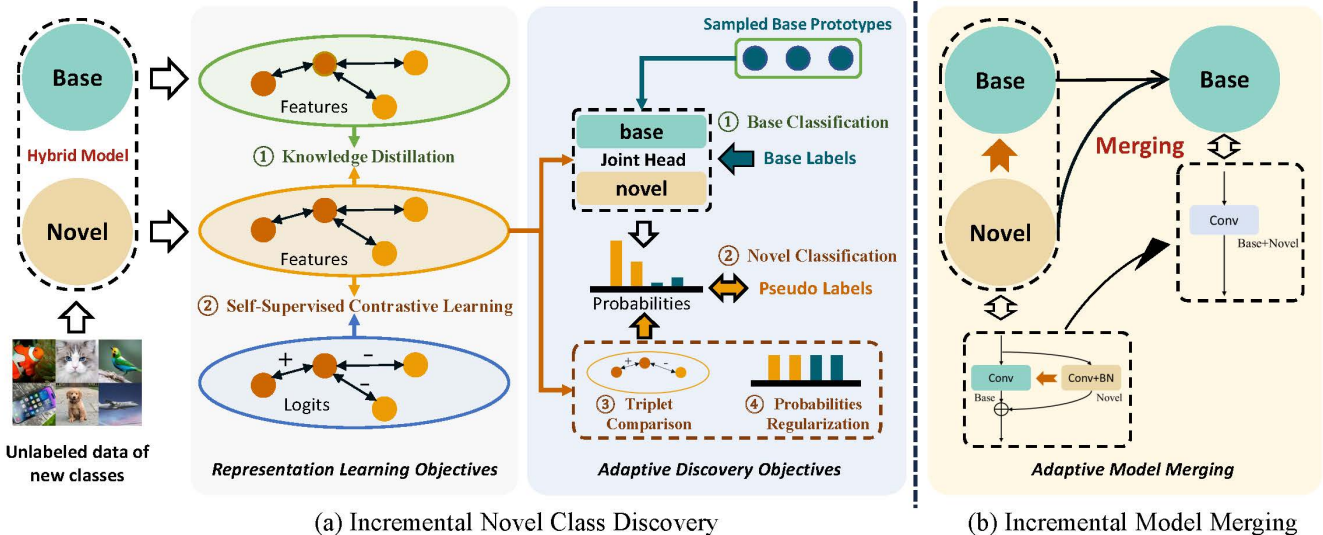 Base
Hybrid Model
Novel
Unlabeled data of
new classes
Features
① Knowledge Distillation
Features
② Self-Supervised Contrastive Learning
+
-
-
Logits
Representation Learning Objectives
Sampled Base Prototypes
base
Joint Head
novel
① Base Classification
Base Labels
② Novel Classification
Pseudo Labels
Probabilities
+
-
③ Triplet
Comparison
④ Probabilities
Regularization
Adaptive Discovery Objectives
(a) Incremental Novel Class Discovery
Base
Novel
Merging
Base
Conv
Base+Novel
Conv
Conv+BN
Base
Novel
Adaptive Model Merging
(b) Incremental Model Merging